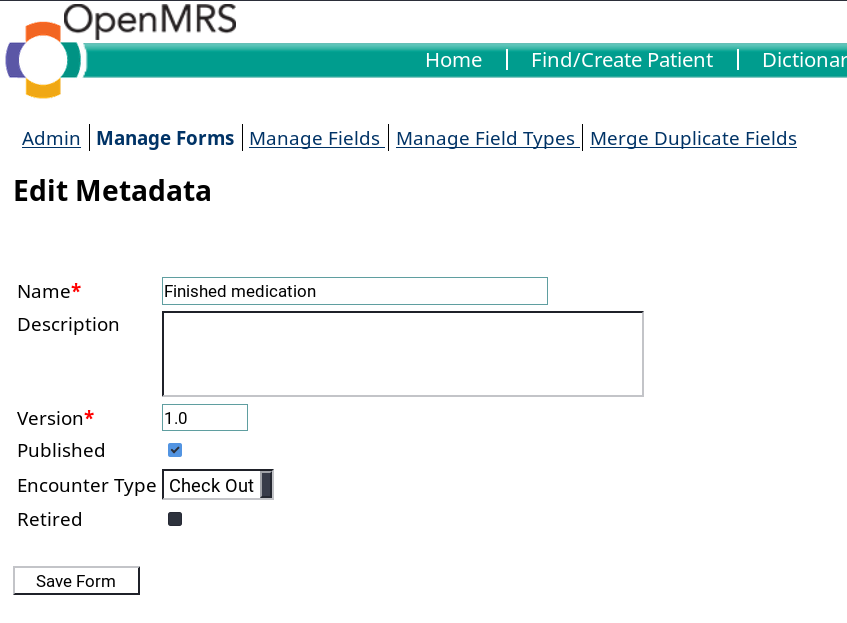 OpenMRS
Home | Find/Create Patient | Dictionar
Admin | Manage Forms | Manage Fields | Manage Field Types | Merge Duplicate Fields
Edit Metadata
Name* Finished medication
Description
Version* 1.0
Published
Encounter Type Check Out
Retired
Save Form